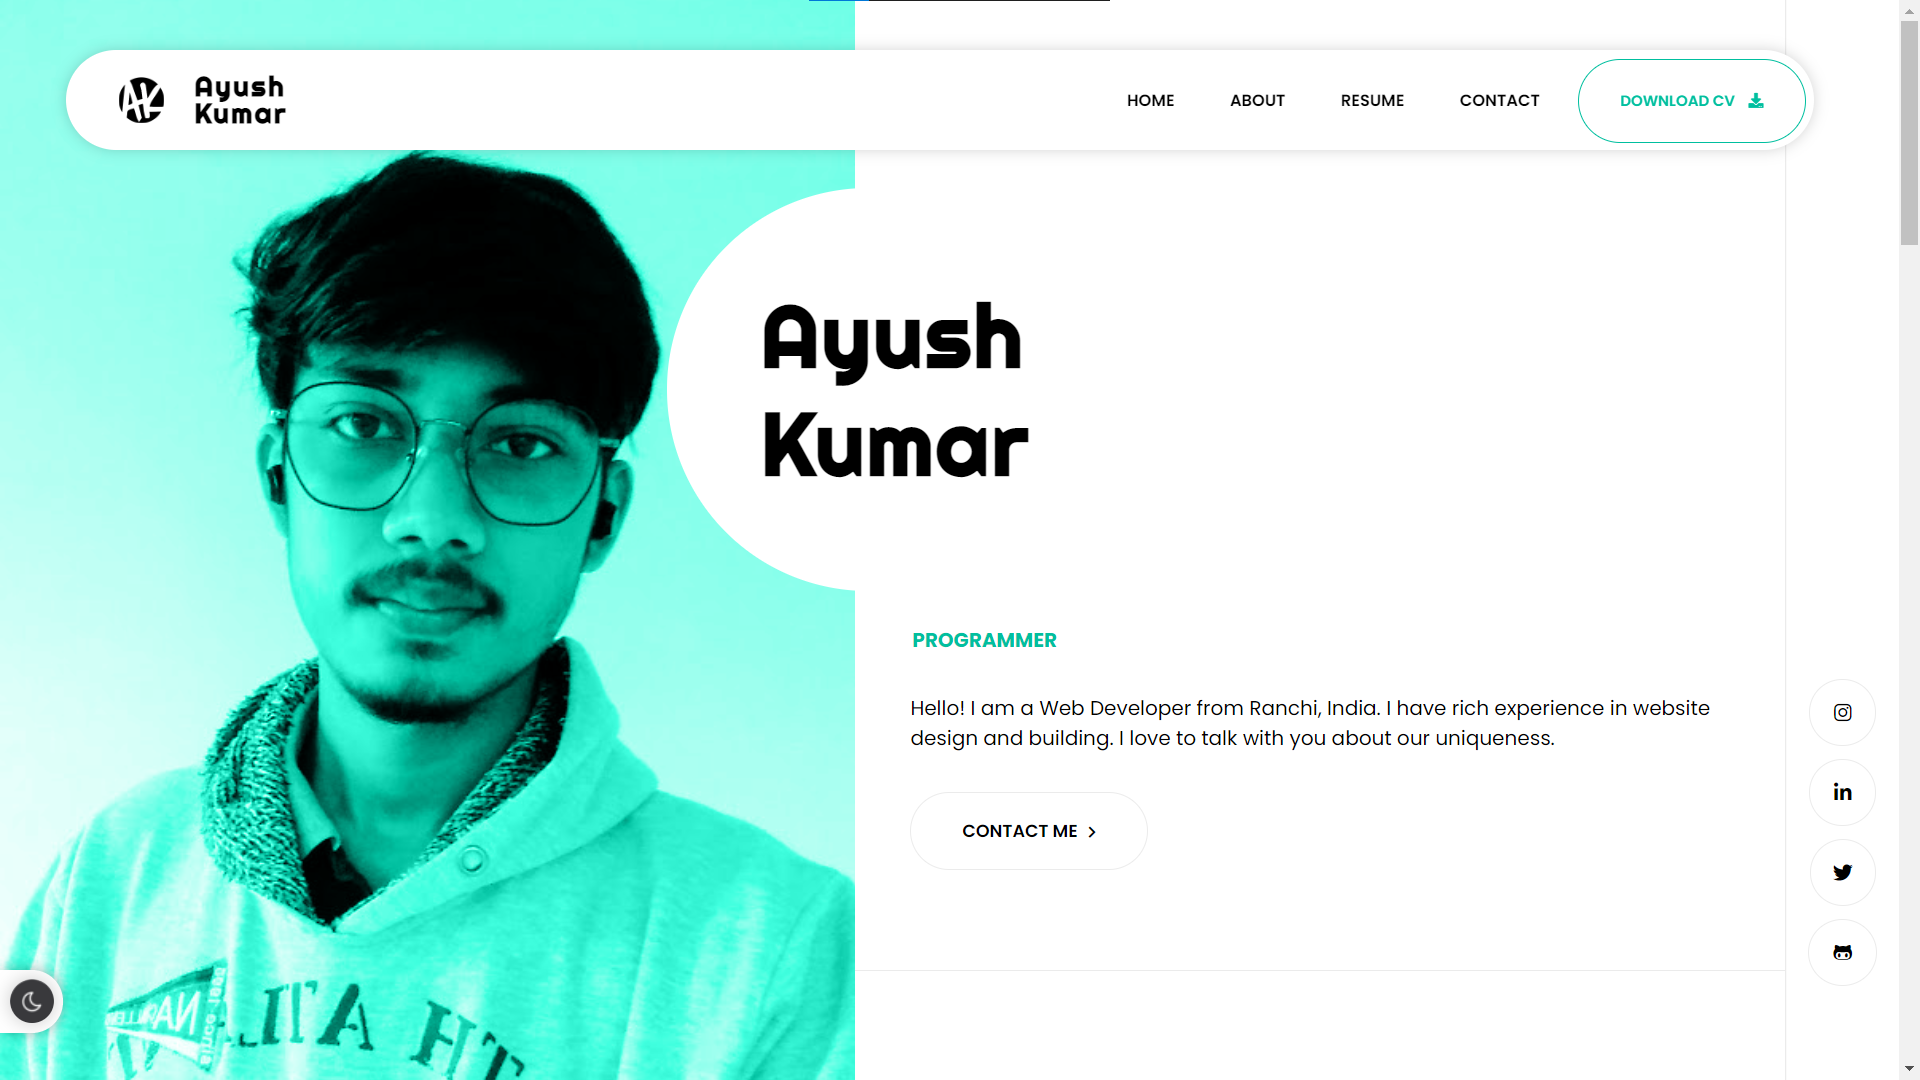 Ayush
Kumar
HOME
ABOUT
RESUME
CONTACT
DOWNLOAD CV
Ayush
Kumar
PROGRAMMER
Hello! I am a Web Developer from Ranchi, India. I have rich experience in website
design and building. I love to talk with you about our uniqueness.
CONTACT ME